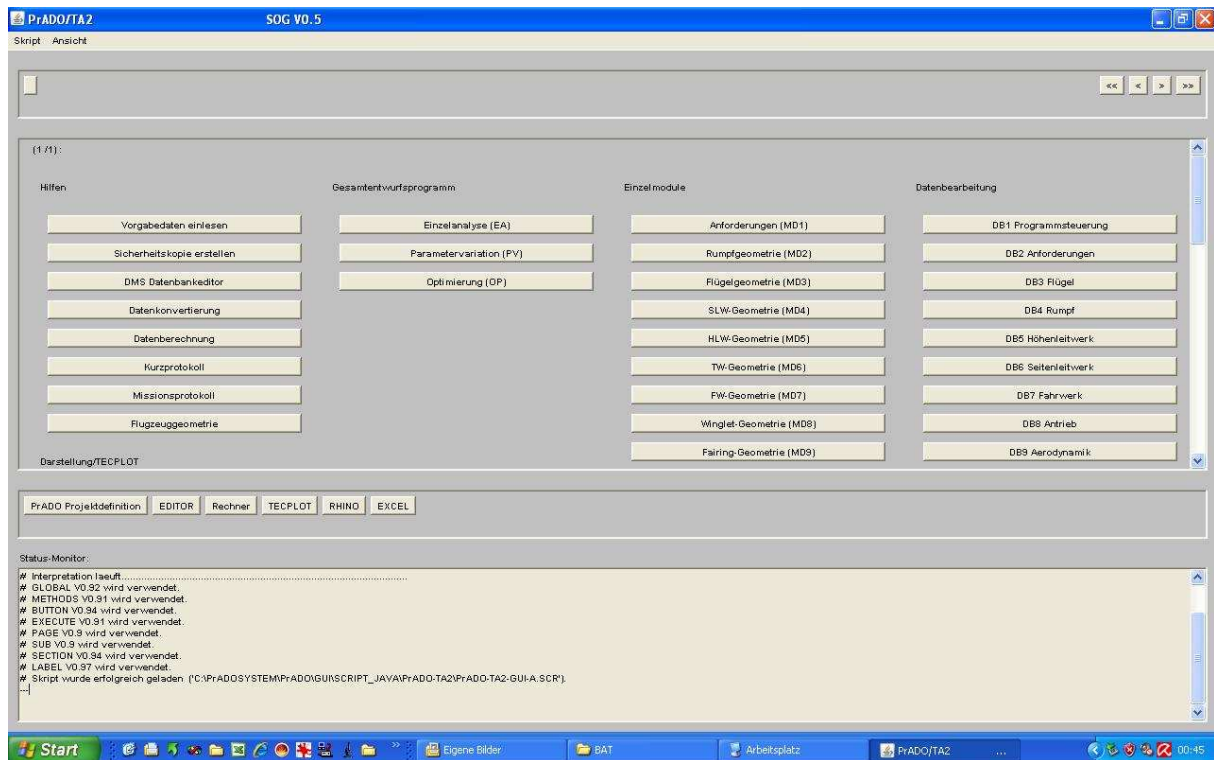 PrADO/TA2 SOG V0.5
Skript Ansicht
«« « » »»
(1 /1) :
Hilfen Gesamtentwurfsprogramm Einzelmodule Datenbearbeitung
Vorgabedaten einlesen Einzelanalyse (EA) Anforderungen (MD1) DB1 Programmsteuerung
Sicherheitskopie erstellen Parametervariation (PV) Rumpfgeometrie (MD2) DB2 Anforderungen
DMS Datenbankeditor Optimierung (OP) Flügelgeometrie (MD3) DB3 Flügel
Datenkonvertierung SLW-Geometrie (MD4) DB4 Rumpf
Datenberechnung HLW-Geometrie (MD5) DB5 Höhenleitwerk
Kurzprotokoll TW-Geometrie (MD6) DB6 Seitenleitwerk
Missionsprotokoll FW-Geometrie (MD7) DB7 Fahrwerk
Flugzeuggeometrie Winglet-Geometrie (MD8) DB8 Antrieb
Fairing-Geometrie (MD9) DB9 Aerodynamik
Darstellung/TECPLOT
PrADO Projektdefinition EDITOR Rechner TECPLOT RHINO EXCEL
Status-Monitor:
# Interpretation laeuft....................................................................................................
# GLOBAL V0.92 wird verwendet.
# METHODS V0.91 wird verwendet.
# BUTTON V0.94 wird verwendet.
# EXECUTE V0.91 wird verwendet.
# PAGE V0.9 wird verwendet.
# SUB V0.9 wird verwendet.
# SECTION V0.94 wird verwendet.
# LABEL V0.97 wird verwendet.
# Skript wurde erfolgreich geladen ('C:\PrADOSYSTEM\PrADO\GUI\SCRIPT_JAVA\PrADO-TA2\PrADO-TA2-GUI-A.SCR').
---
Start Eigene Bilder BAT Arbeitsplatz PrADO/TA2 ... 00:45